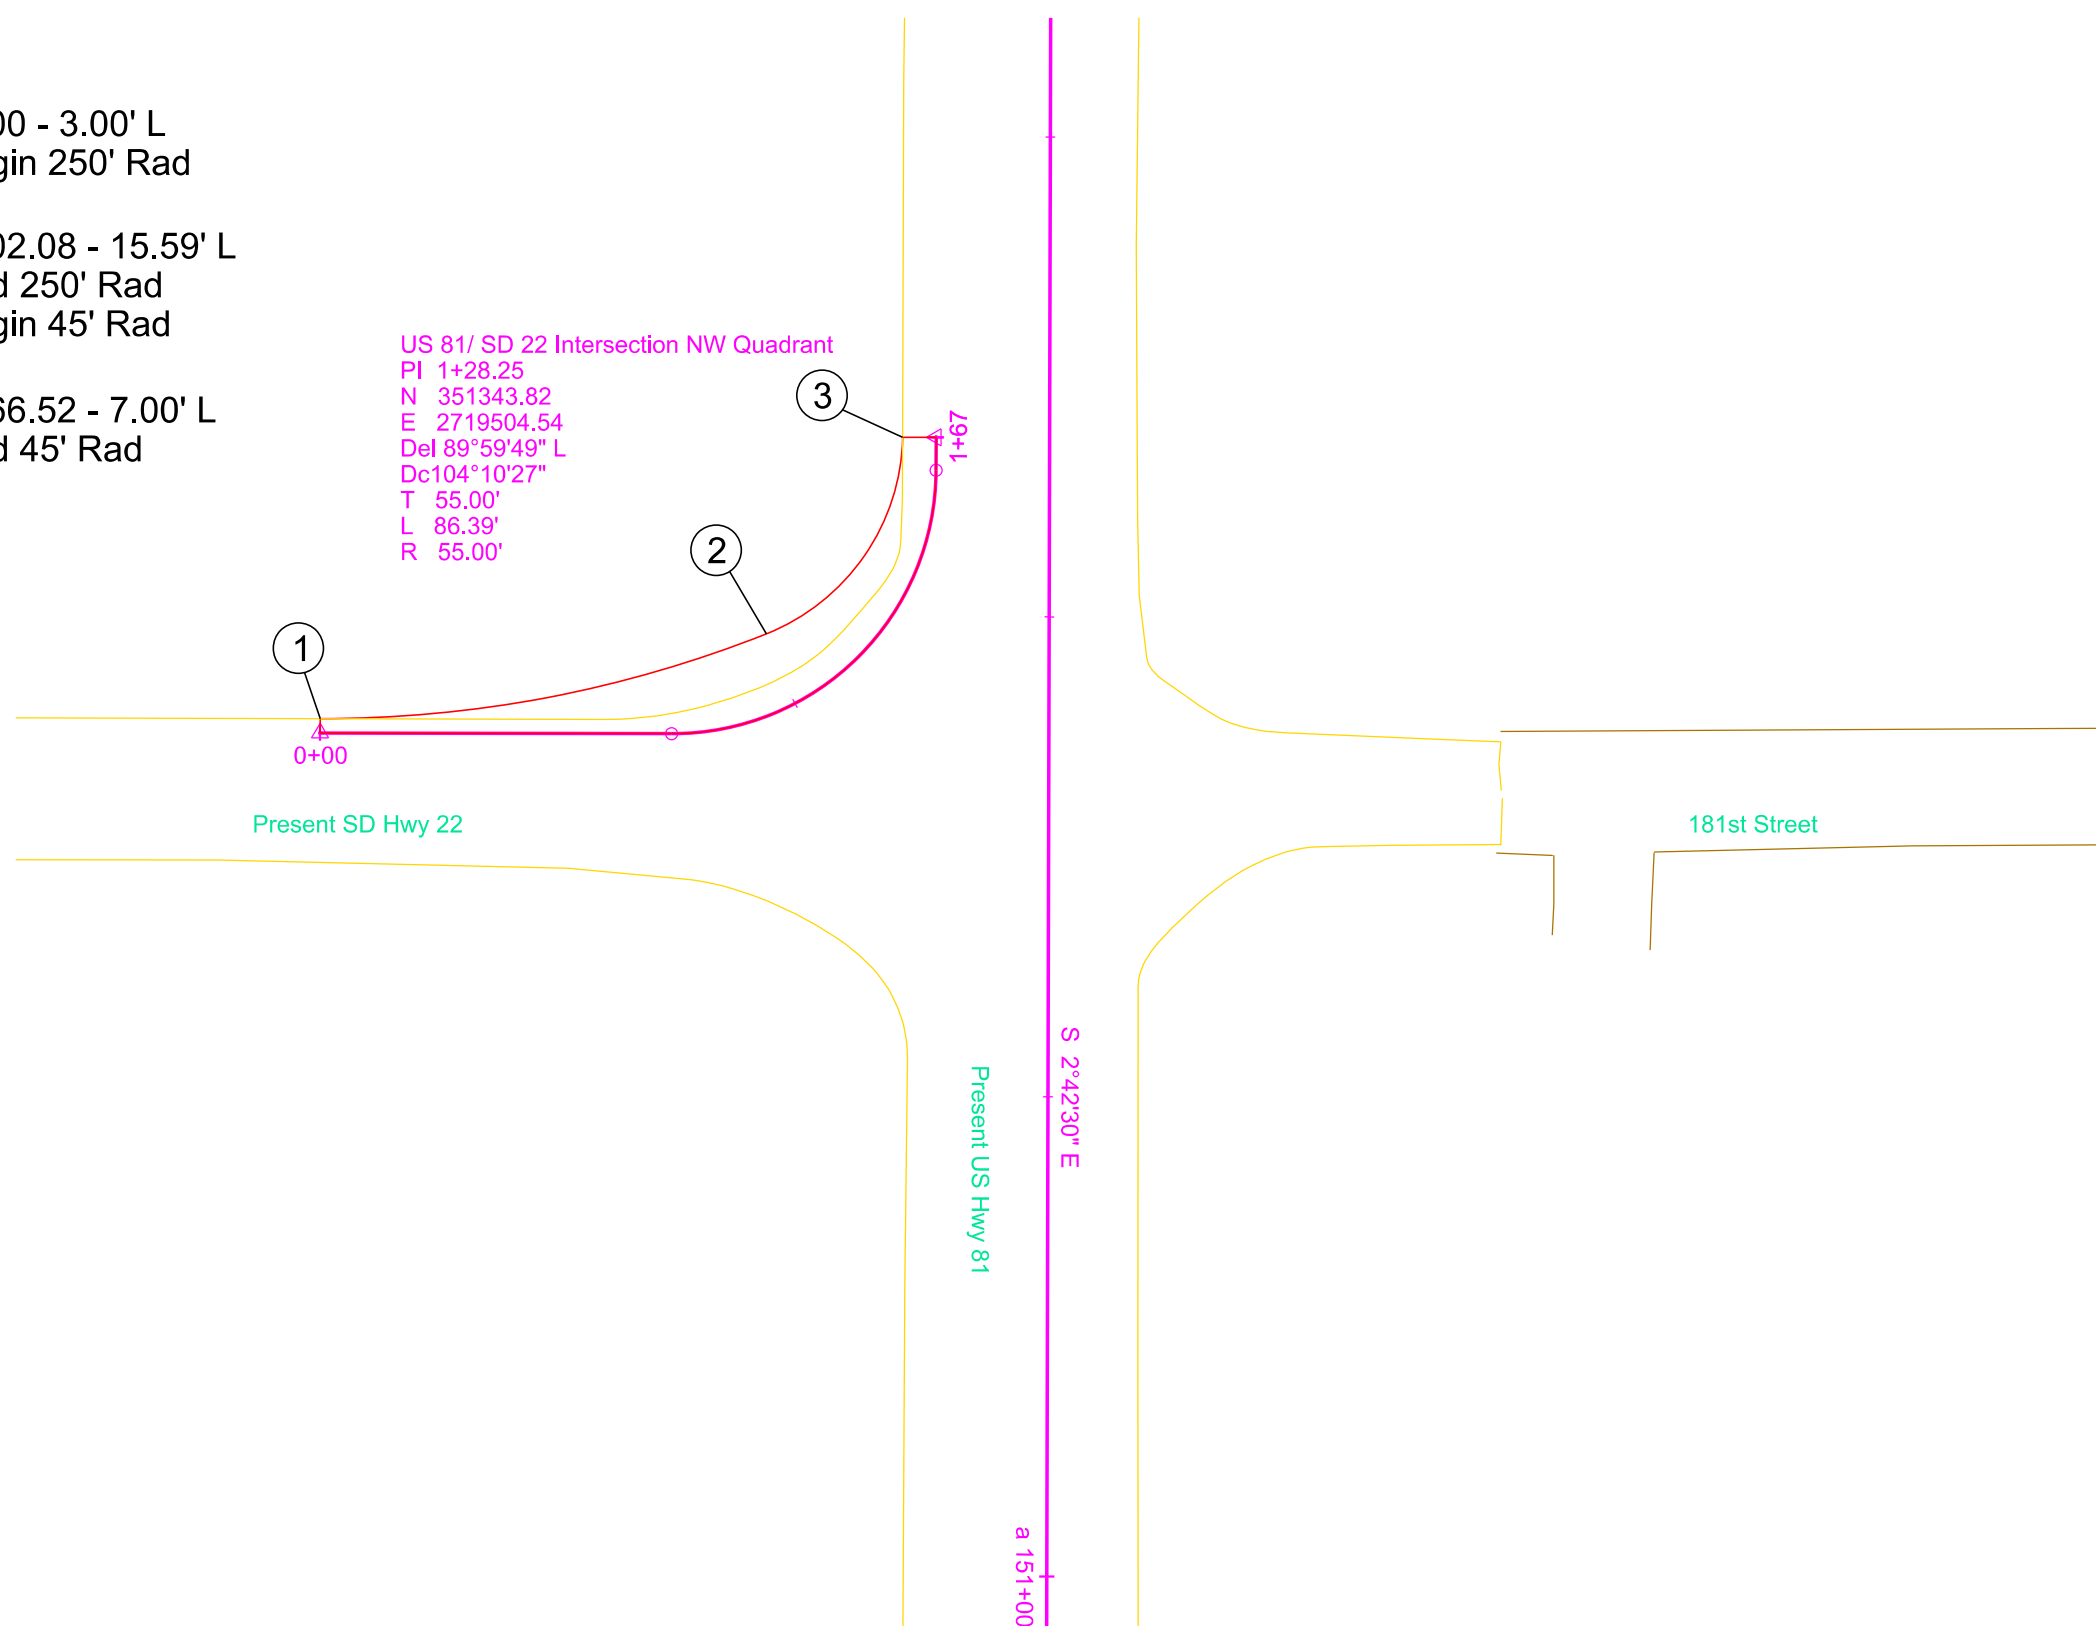 00 - 3.00' L
gin 250' Rad
02.08 - 15.59' L
d 250' Rad
gin 45' Rad
66.52 - 7.00' L
d 45' Rad
US 81/ SD 22 Intersection NW Quadrant
PI 1+28.25
N 351343.82
E 2719504.54
Del 89°59'49" L
Dc104°10'27"
T 55.00'
L 86.39'
R 55.00'
3
1+67
2
1
0+00
Present SD Hwy 22
181st Street
S 2°42'30" E
Present US Hwy 81
a 151+00